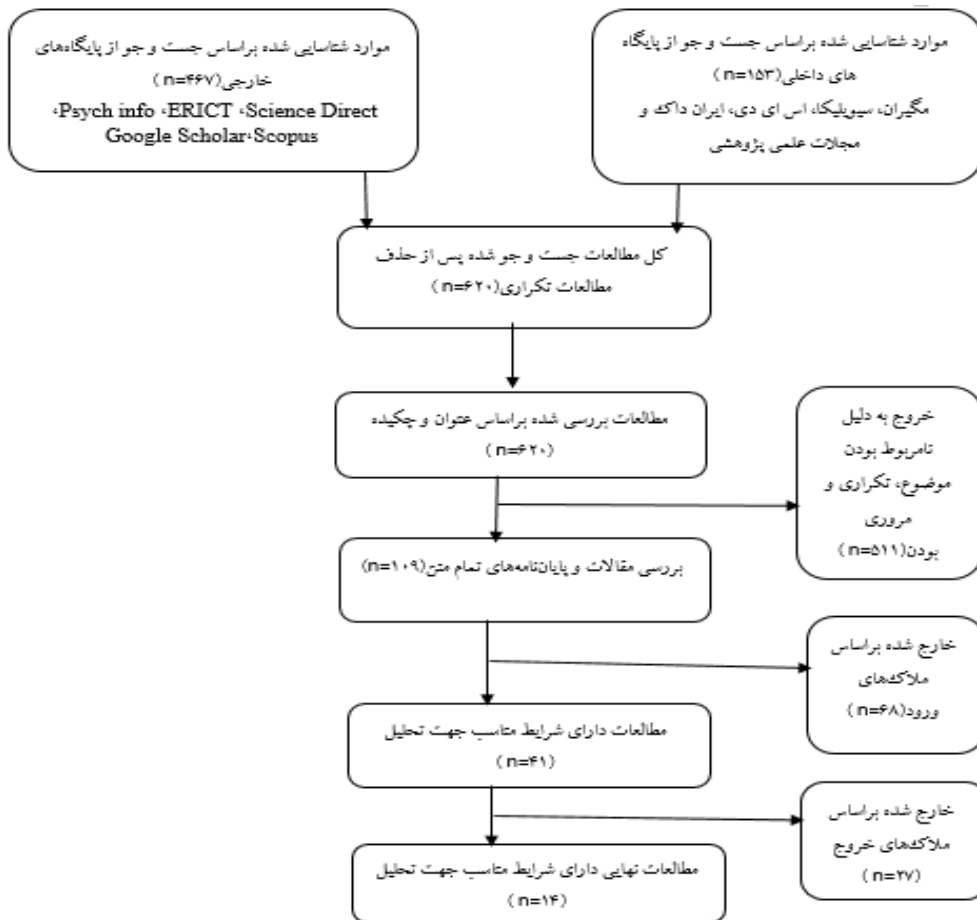 موارد شناسایی شده براساس جست و جو از پایگاه
های داخلی(n=۱۵۳)
مگیران، سیویلیکا، اس ای دی، ایران داک و
مجلات علمی پژوهشی
موارد شناسایی شده براساس جست و جو از پایگاه‌های
خارجی(n=۴۶۷)
،Psych info ،ERICT ،Science Direct
Google Scholar،Scopus
کل مطالعات جست و جو شده پس از حذف
مطالعات تکراری(n=۶۲۰)
مطالعات بررسی شده براساس عنوان و چکیده
(n=۶۲۰)
خروج به دلیل
نامربوط بودن
موضوع، تکراری و
مروری
بودن(n=۵۱۱)
بررسی مقالات و پایان‌نامه‌های تمام متن(n=۱۰۹)
خارج شده براساس
ملاک‌های
ورود(n=۶۸)
مطالعات دارای شرایط مناسب جهت تحلیل
(n=۴۱)
خارج شده براساس
ملاک‌های خروج
(n=۲۷)
مطالعات نهایی دارای شرایط مناسب جهت تحلیل
(n=۱۴)